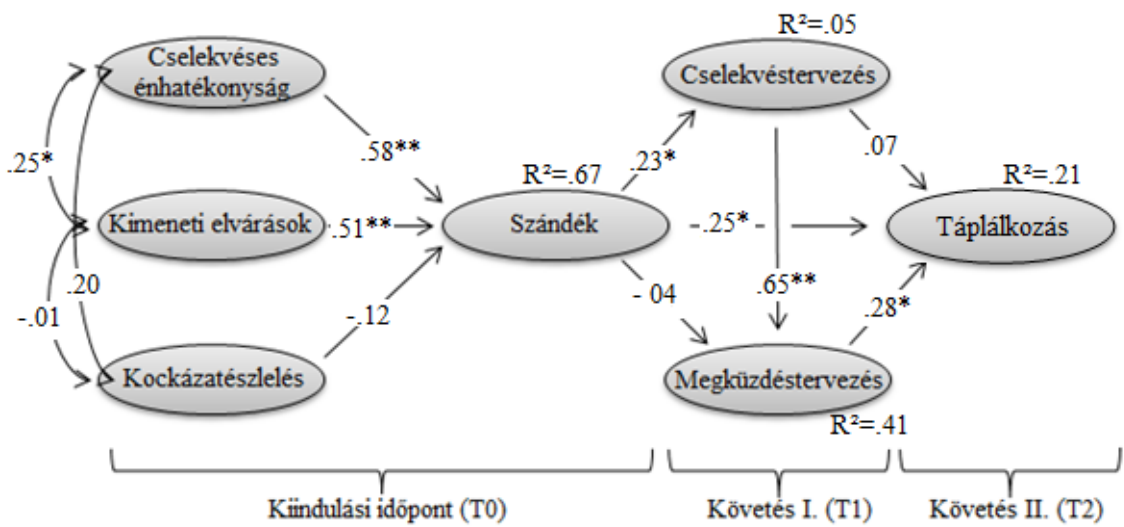 R²=.05
Cselekvéses
énhatékonyság
Cselekvéstervezés
.25*
.58**
.23*
.07
R²=.67
R²=.21
Kimeneti elvárások
.51**
Szándék
-.25*
Táplálkozás
.20
-.01
-.12
- 04
.65**
.28*
Kockázatészlelés
Megküzdéstervezés
R²=.41
Kiindulási időpont (T0)
Követés I. (T1)
Követés II. (T2)